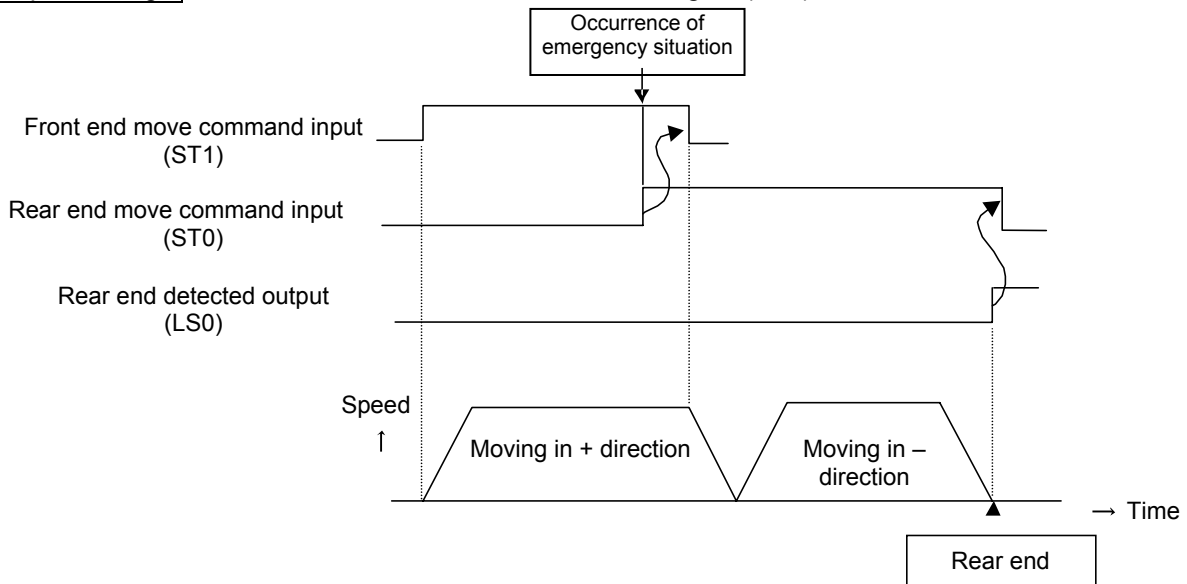 Occurrence of
emergency situation
Front end move command input
(ST1)
Rear end move command input
(ST0)
Rear end detected output
(LS0)
Speed
↑
Moving in + direction
Moving in –
direction
→ Time
Rear end